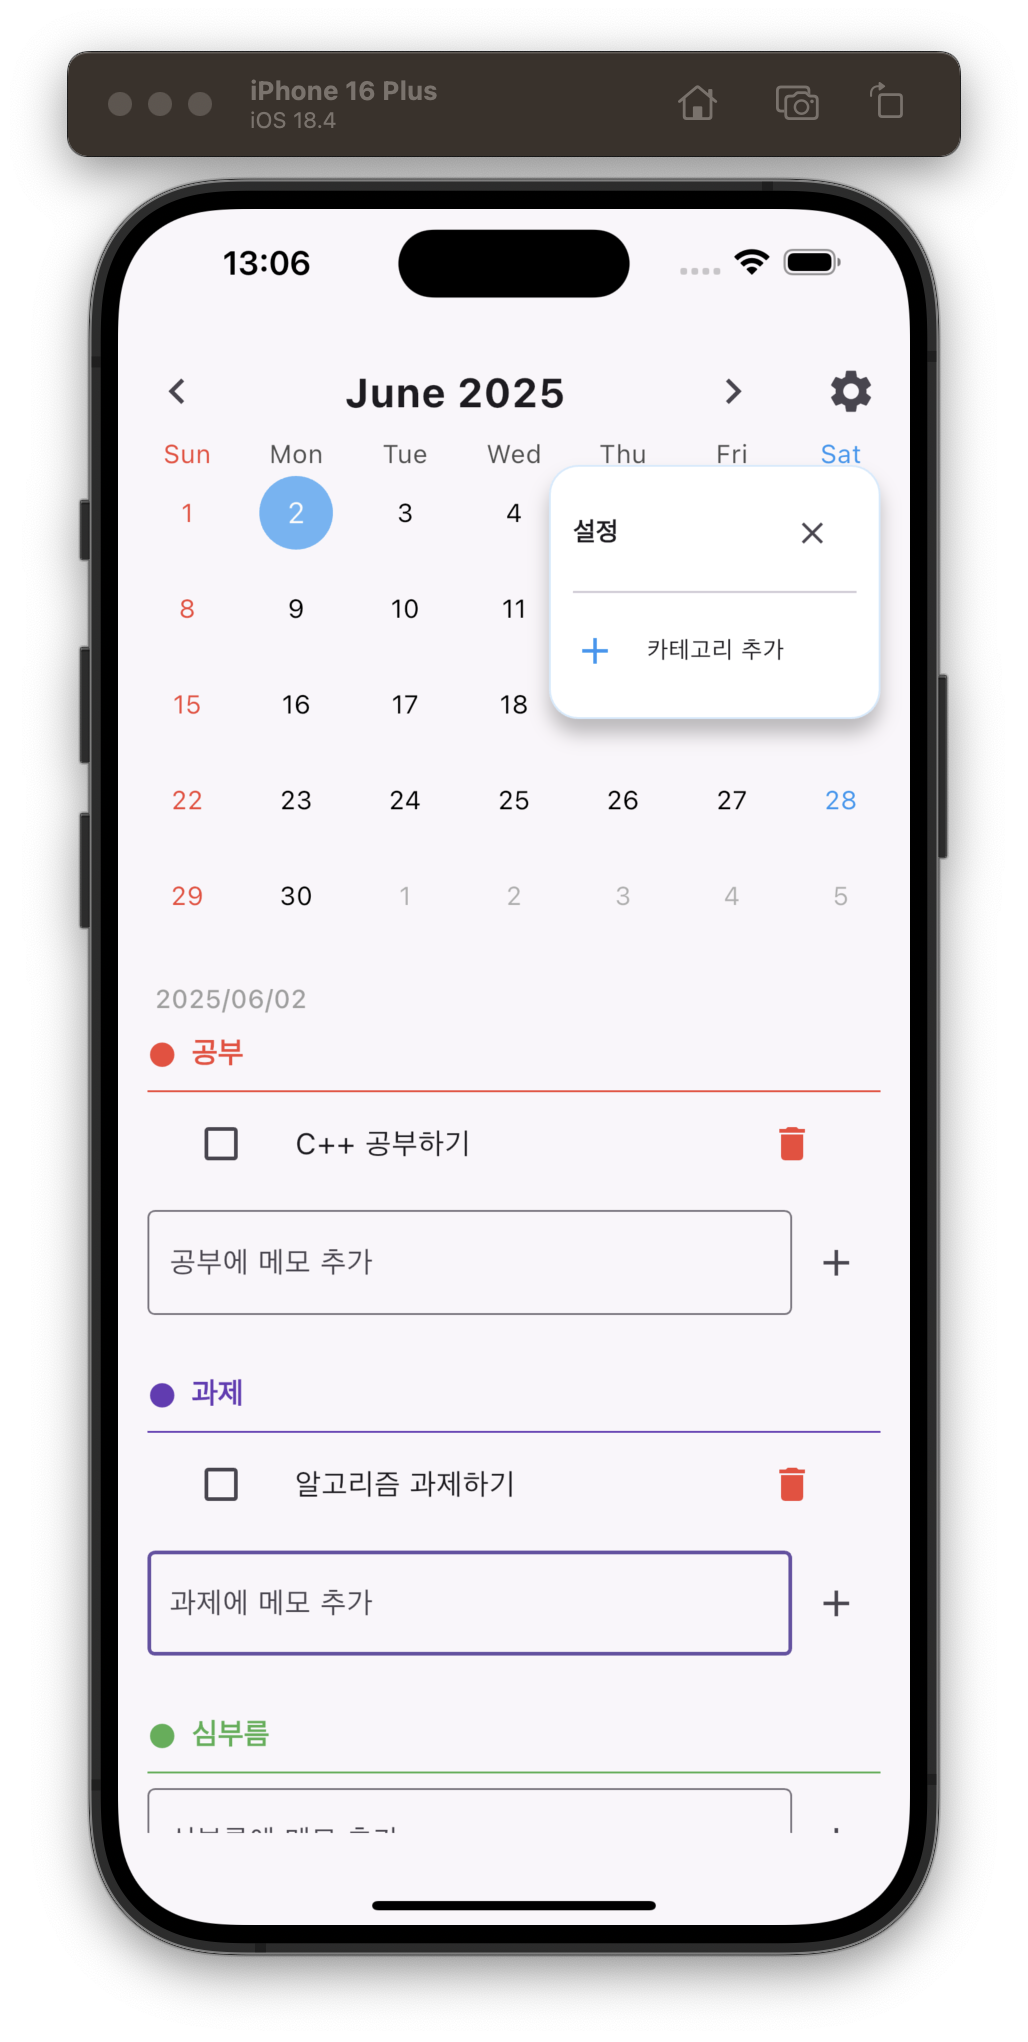 iPhone 16 Plus
iOS 18.4
13:06
June 2025
Sun Mon Tue Wed Thu Fri Sat
1 2 3 4
설정
8 9 10 11
카테고리 추가
15 16 17 18
22 23 24 25 26 27 28
29 30 1 2 3 4 5
2025/06/02
공부
C++ 공부하기
공부에 메모 추가
과제
알고리즘 과제하기
과제에 메모 추가
심부름